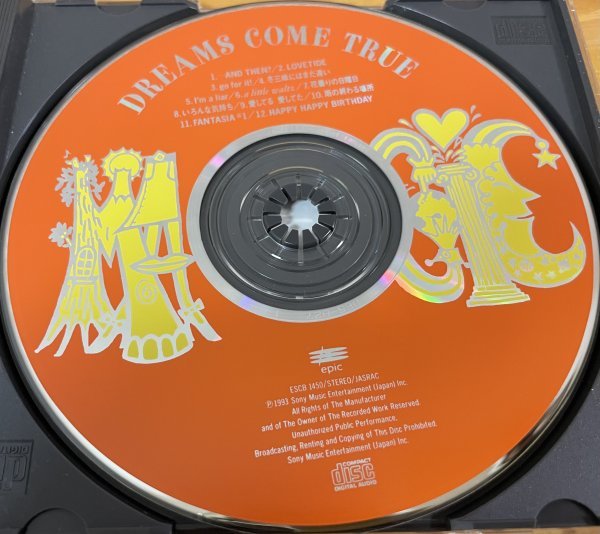 DREAMS COME TRUE
1. …AND THEN?/2. LOVETIDE
3. go for it!/4. 冬三線にはまだ遠い
5. I'm a liar/6. a little waltz/7. 花曇りの日曜日
8. いろんな気持ち/9. 愛してる 愛してた/10. 雨の終わる場所
11. FANTASIA #1/12. HAPPY HAPPY BIRTHDAY
MAGIC
epic
ESCB 1450/STEREO/JASRAC
℗1993 Sony Music Entertainment (Japan) Inc.
All Rights of The Manufacturer
and of The Owner of The Recorded Work Reserved.
Unauthorized Public Performance,
Broadcasting, Renting and Copying of This Disc Prohibited.
Sony Music Entertainment (Japan) Inc.
COMPACT
disc
DIGITAL AUDIO